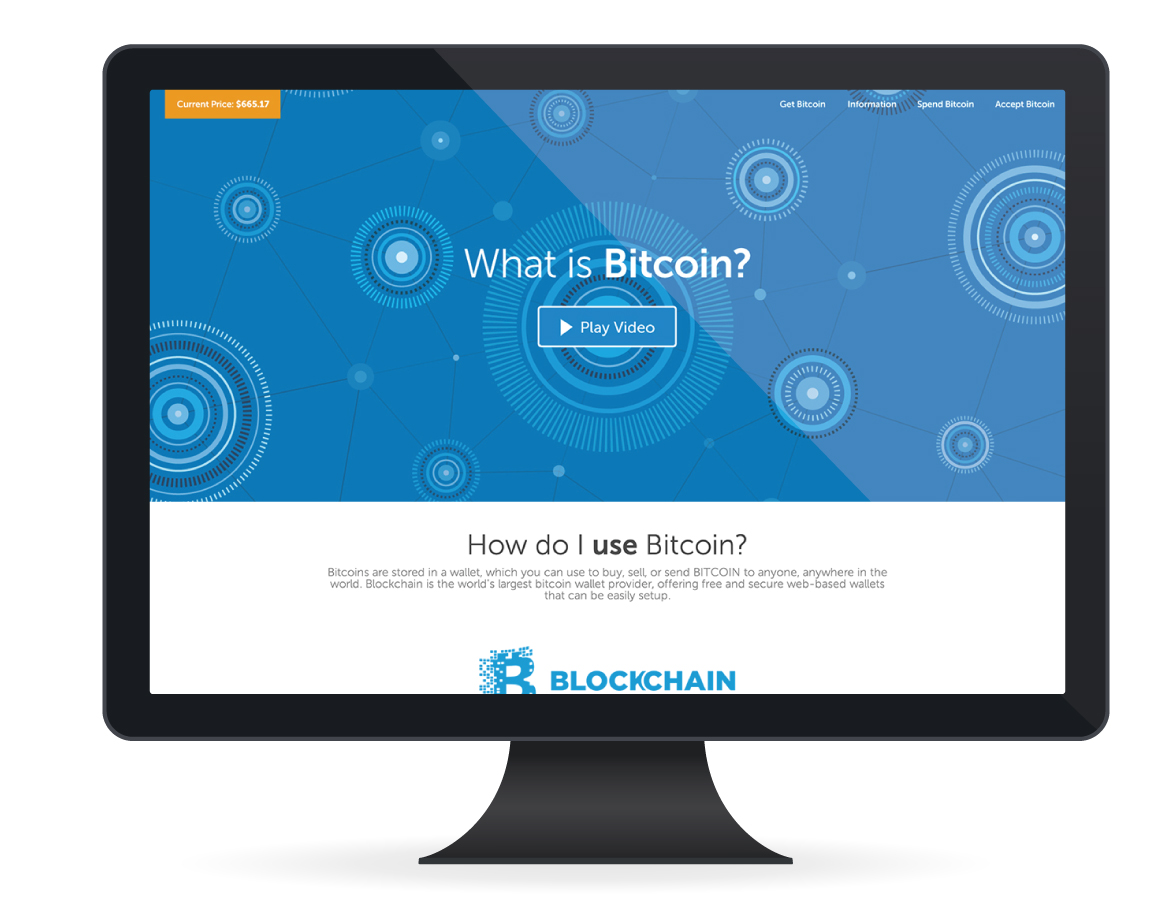 Current Price: $665.17
Get Bitcoin Information Spend Bitcoin Accept Bitcoin
What is Bitcoin?
Play Video
How do I use Bitcoin?
Bitcoins are stored in a wallet, which you can use to buy, sell, or send BITCOIN to anyone, anywhere in the
world. Blockchain is the world's largest bitcoin wallet provider, offering free and secure web-based wallets
that can be easily setup.
BLOCKCHAIN